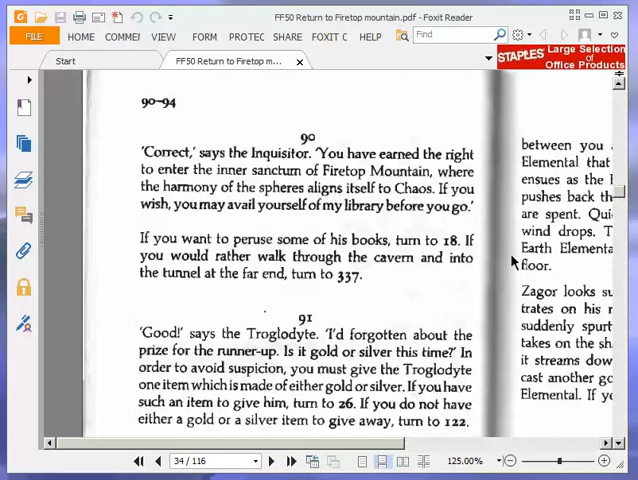 FF50 Return to Firetop mountain.pdf - Foxit Reader
FILE HOME COMMEN VIEW FORM PROTEC SHARE FOXIT C HELP Find
Start FF50 Return to Firetop m...
STAPLES Large Selection of Office Products
90–94
90
'Correct,' says the Inquisitor. 'You have earned the right
to enter the inner sanctum of Firetop Mountain, where
the harmony of the spheres aligns itself to Chaos. If you
wish, you may avail yourself of my library before you go.'
If you want to peruse some of his books, turn to 18. If
you would rather walk through the cavern and into
the tunnel at the far end, turn to 337.
91
'Good!' says the Troglodyte. 'I'd forgotten about the
prize for the runner-up. Is it gold or silver this time?' In
order to avoid suspicion, you must give the Troglodyte
one item which is made of either gold or silver. If you have
such an item to give him, turn to 26. If you do not have
either a gold or a silver item to give away, turn to 122.
between you
Elemental that
ensues as the
pushes back th
are spent. Qui
wind drops. T
Earth Elementa
floor.
Zagor looks su
trates on his
suddenly spurt
takes on the sh
it streams dow
cast another go
Elemental. If yo
34 / 116 125.00%